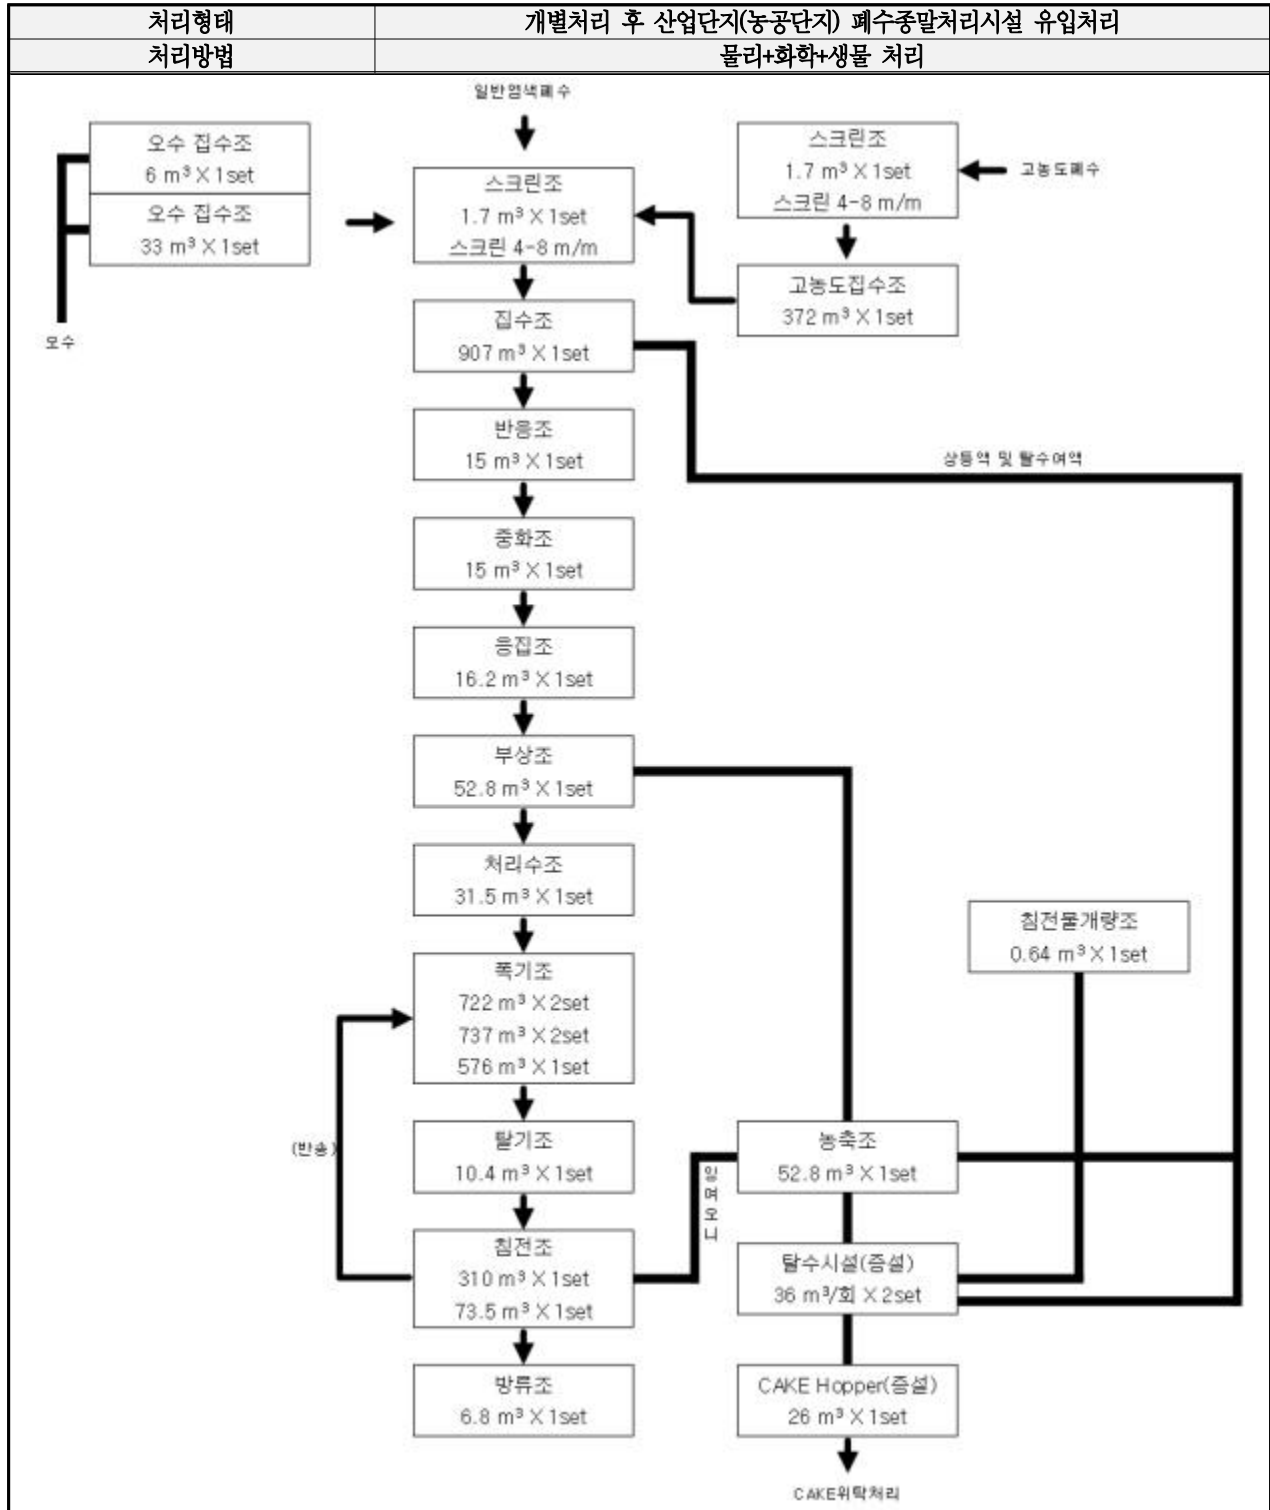 처리형태
개별처리 후 산업단지(농공단지) 폐수종말처리시설 유입처리
처리방법
물리+화학+생물 처리
일반염색폐수
오수 집수조
6 m³ X 1set
오수 집수조
33 m³ X 1set
오수
스크린조
1.7 m³ X 1set
스크린 4-8 m/m
스크린조
1.7 m³ X 1set
스크린 4-8 m/m
고농도폐수
고농도집수조
372 m³ X 1set
집수조
907 m³ X 1set
반응조
15 m³ X 1set
상등액 및 탈수여액
중화조
15 m³ X 1set
응집조
16.2 m³ X 1set
부상조
52.8 m³ X 1set
처리수조
31.5 m³ X 1set
침전물개량조
0.64 m³ X 1set
폭기조
722 m³ X 2set
737 m³ X 2set
576 m³ X 1set
(반송)
탈기조
10.4 m³ X 1set
잉여오니
농축조
52.8 m³ X 1set
침전조
310 m³ X 1set
73.5 m³ X 1set
탈수시설(증설)
36 m³/회 X 2set
방류조
6.8 m³ X 1set
CAKE Hopper(증설)
26 m³ X 1set
CAKE위탁처리